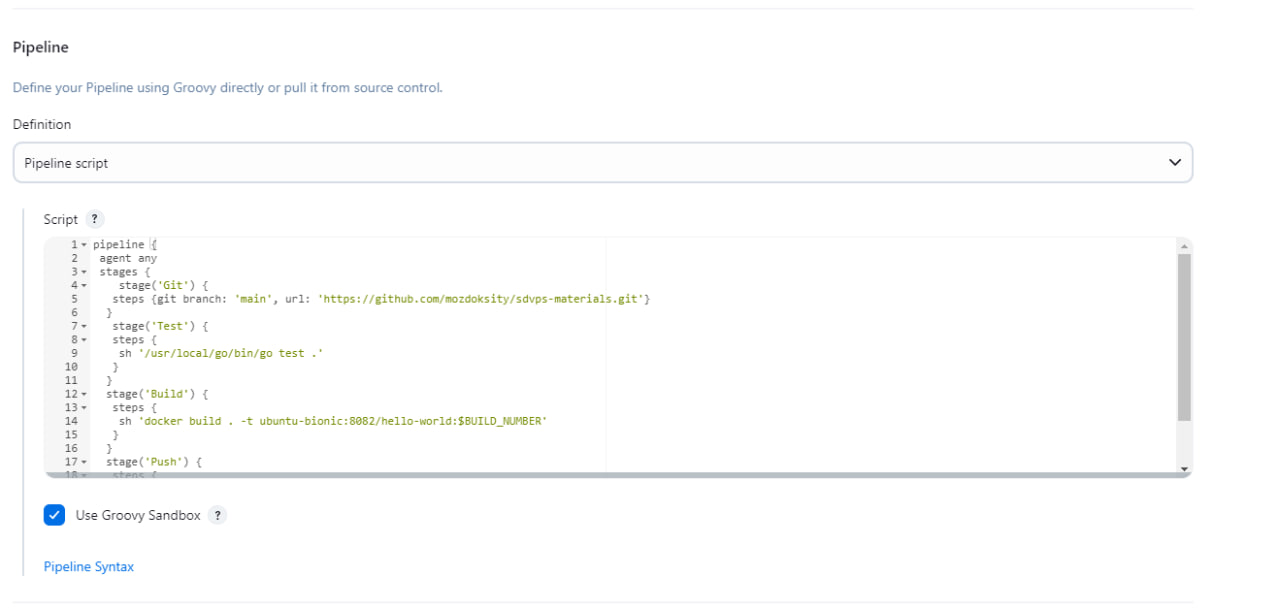 Pipeline
Define your Pipeline using Groovy directly or pull it from source control.
Definition
Pipeline script
Script ?
1 pipeline {
2 agent any
3 stages {
4 stage('Git') {
5 steps {git branch: 'main', url: 'https://github.com/mozdoksity/sdvps-materials.git'}
6 }
7 stage('Test') {
8 steps {
9 sh '/usr/local/go/bin/go test .'
10 }
11 }
12 stage('Build') {
13 steps {
14 sh 'docker build . -t ubuntu-bionic:8082/hello-world:$BUILD_NUMBER'
15 }
16 }
17 stage('Push') {
18 steps {
Use Groovy Sandbox ?
Pipeline Syntax